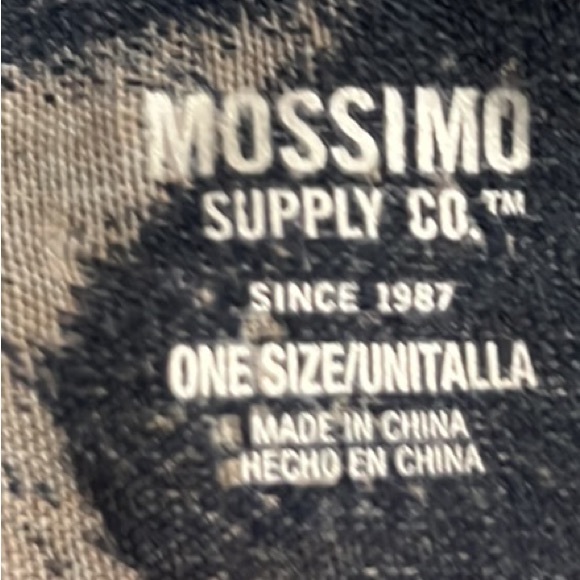 MOSSIMO
SUPPLY CO.™
SINCE 1987
ONE SIZE/UNITALLA
MADE IN CHINA
HECHO EN CHINA